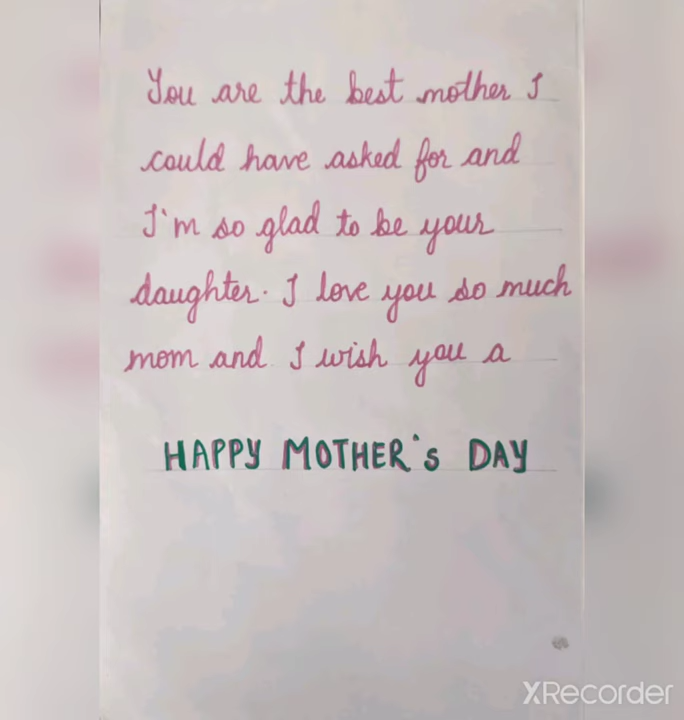 You are the best mother I
could have asked for and
I'm so glad to be your
daughter. I love you so much
mom and I wish you a
HAPPY MOTHER's DAY
XRecorder